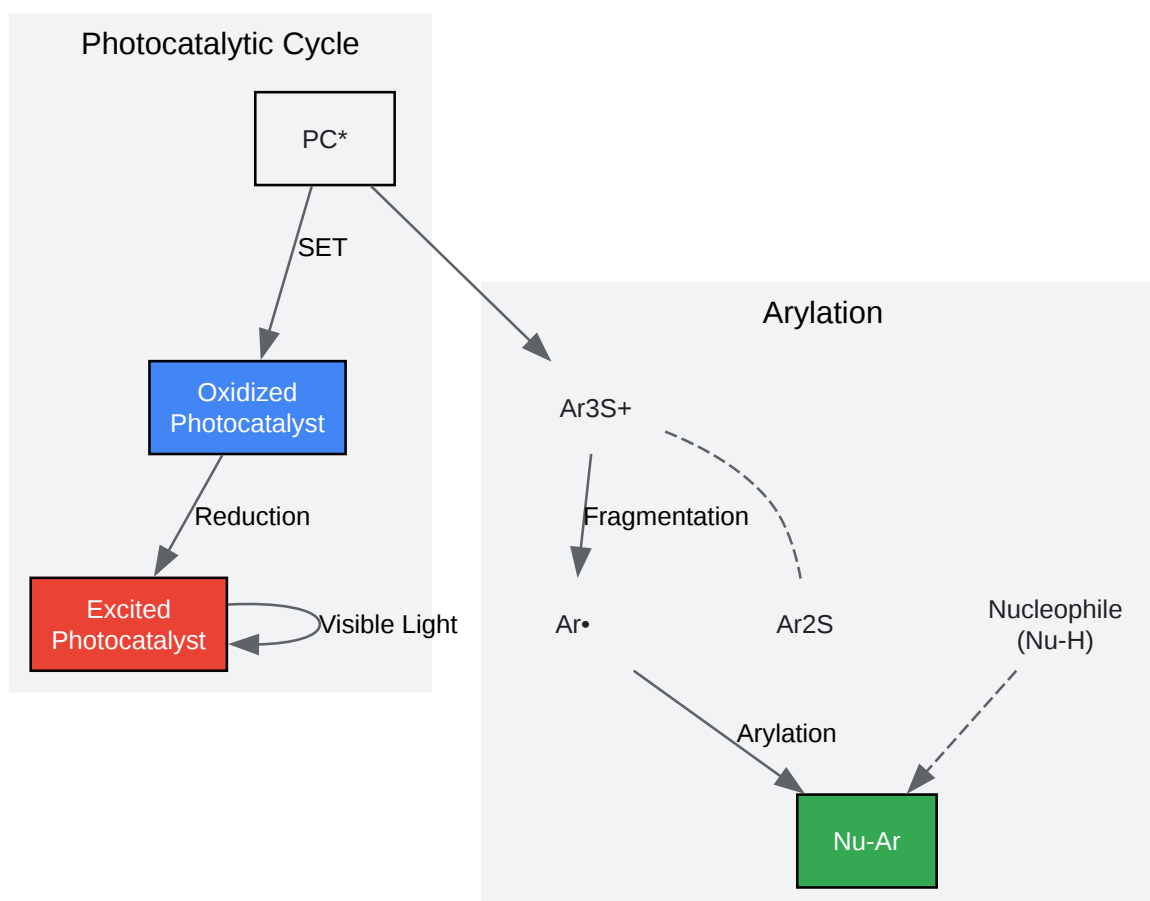 Photocatalytic Cycle
PC*
SET
Oxidized
Photocatalyst
Reduction
Excited
Photocatalyst
Visible Light
Arylation
Ar3S+
Fragmentation
Ar•
Ar2S
Nucleophile
(Nu-H)
Arylation
Nu-Ar